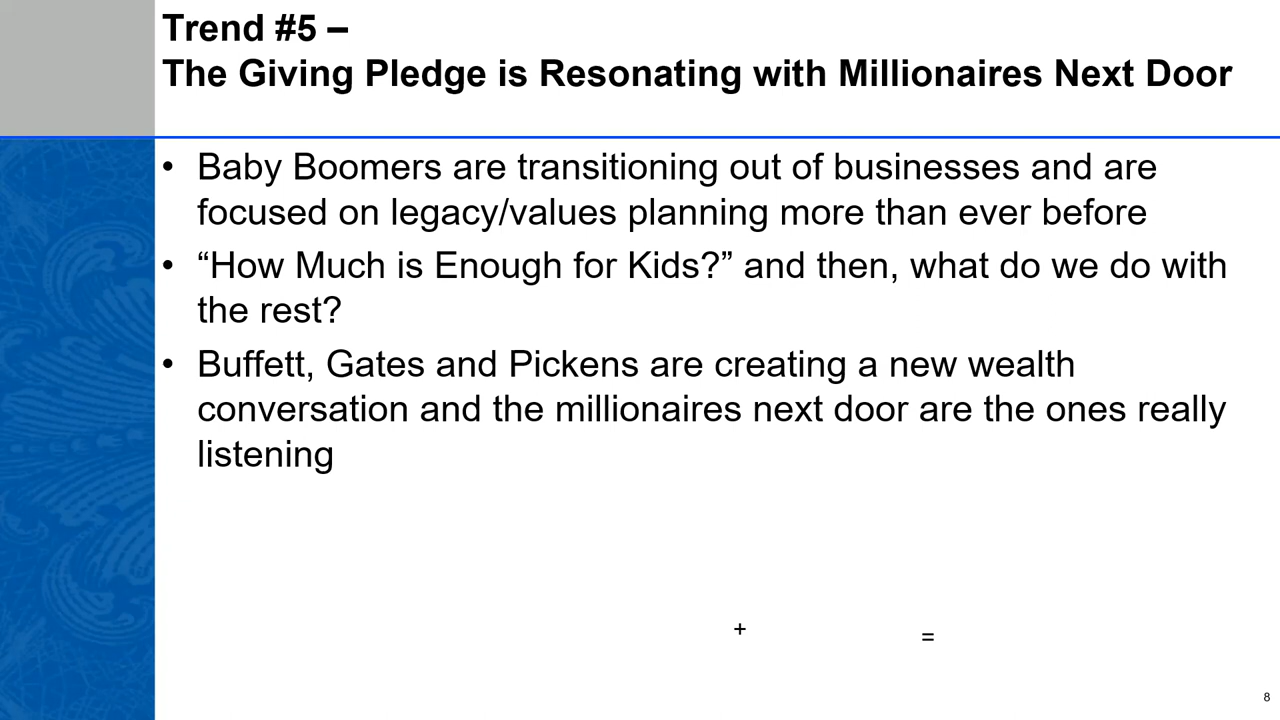 Trend #5 –
The Giving Pledge is Resonating with Millionaires Next Door
• Baby Boomers are transitioning out of businesses and are
focused on legacy/values planning more than ever before
• “How Much is Enough for Kids?” and then, what do we do with
the rest?
• Buffett, Gates and Pickens are creating a new wealth
conversation and the millionaires next door are the ones really
listening
+
=
8